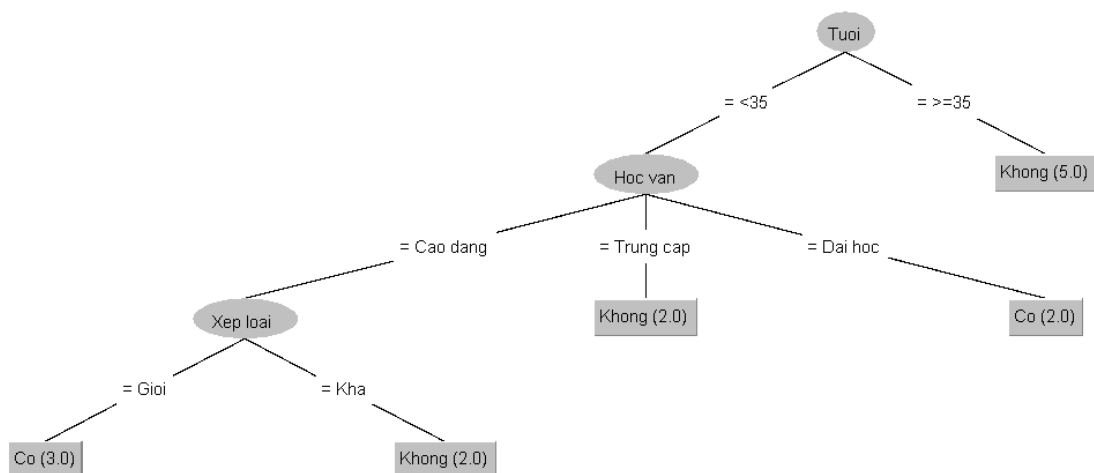 Tuoi
= <35
= >=35
Hoc van
Khong (5.0)
= Cao dang
= Trung cap
= Dai hoc
Xep loai
Khong (2.0)
Co (2.0)
= Gioi
= Kha
Co (3.0)
Khong (2.0)